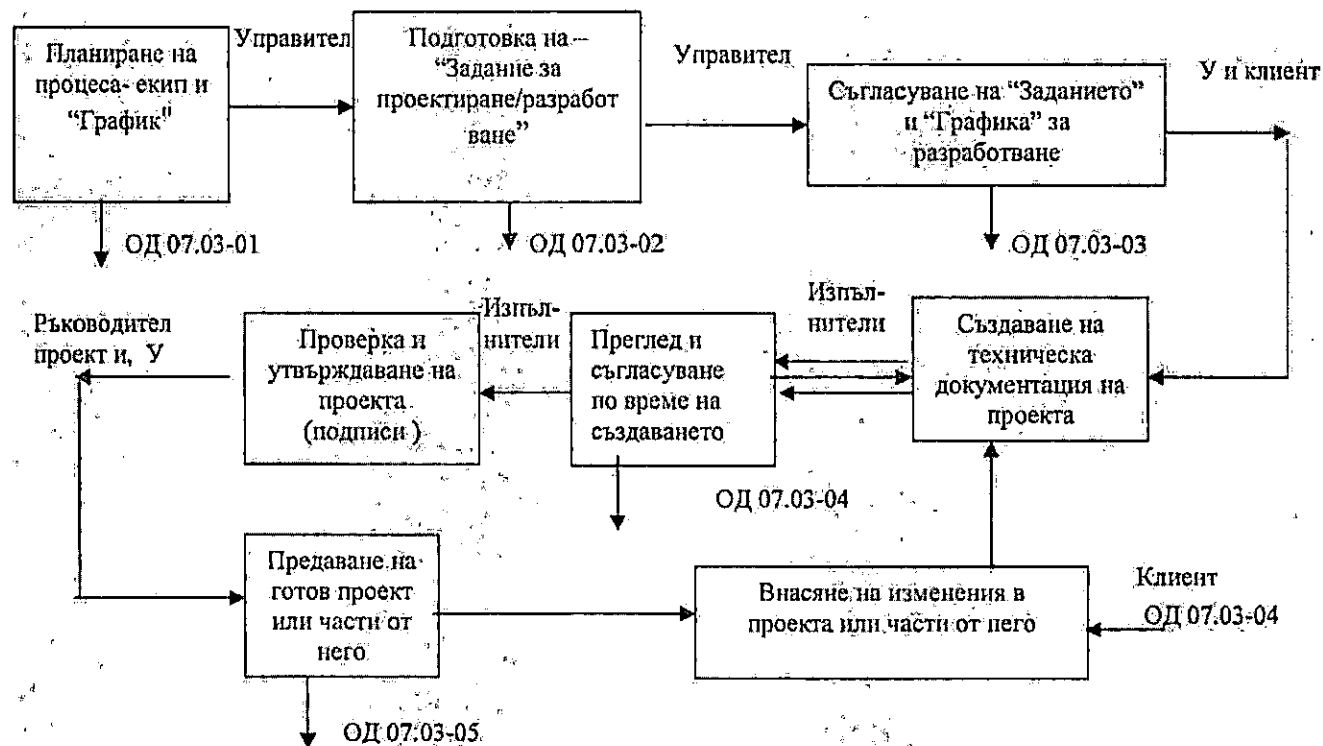 Планиране на
процеса- екип и
“График"
Управител
Подготовка на –
“Задание за
проектиране/разработ
ване”
Управител
Съгласуване на “Заданието”
и “Графика” за
разработване
У и клиент
ОД 07.03-01
ОД 07.03-02
ОД 07.03-03
Ръководител
проект и, У
Проверка и
утвърждаване на
проекта
(подписи )
Изпъл-
нители
Преглед и
съгласуване
по време на
създаването
Изпъл-
нители
Създаване на
техническа
документация на
проекта
ОД 07.03-04
Предаване на
готов проект
или части от
него
Внасяне на изменения в
проекта или части от него
Клиент
ОД 07.03-04
ОД 07.03-05